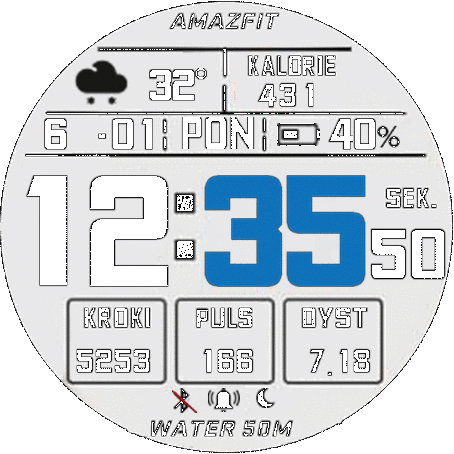 AMAZFIT
32° KALORIE
431
6 -01 PON 40%
12:35 SEK.
50
KROKI PULS DYST
5253 166 7.18
WATER 50M